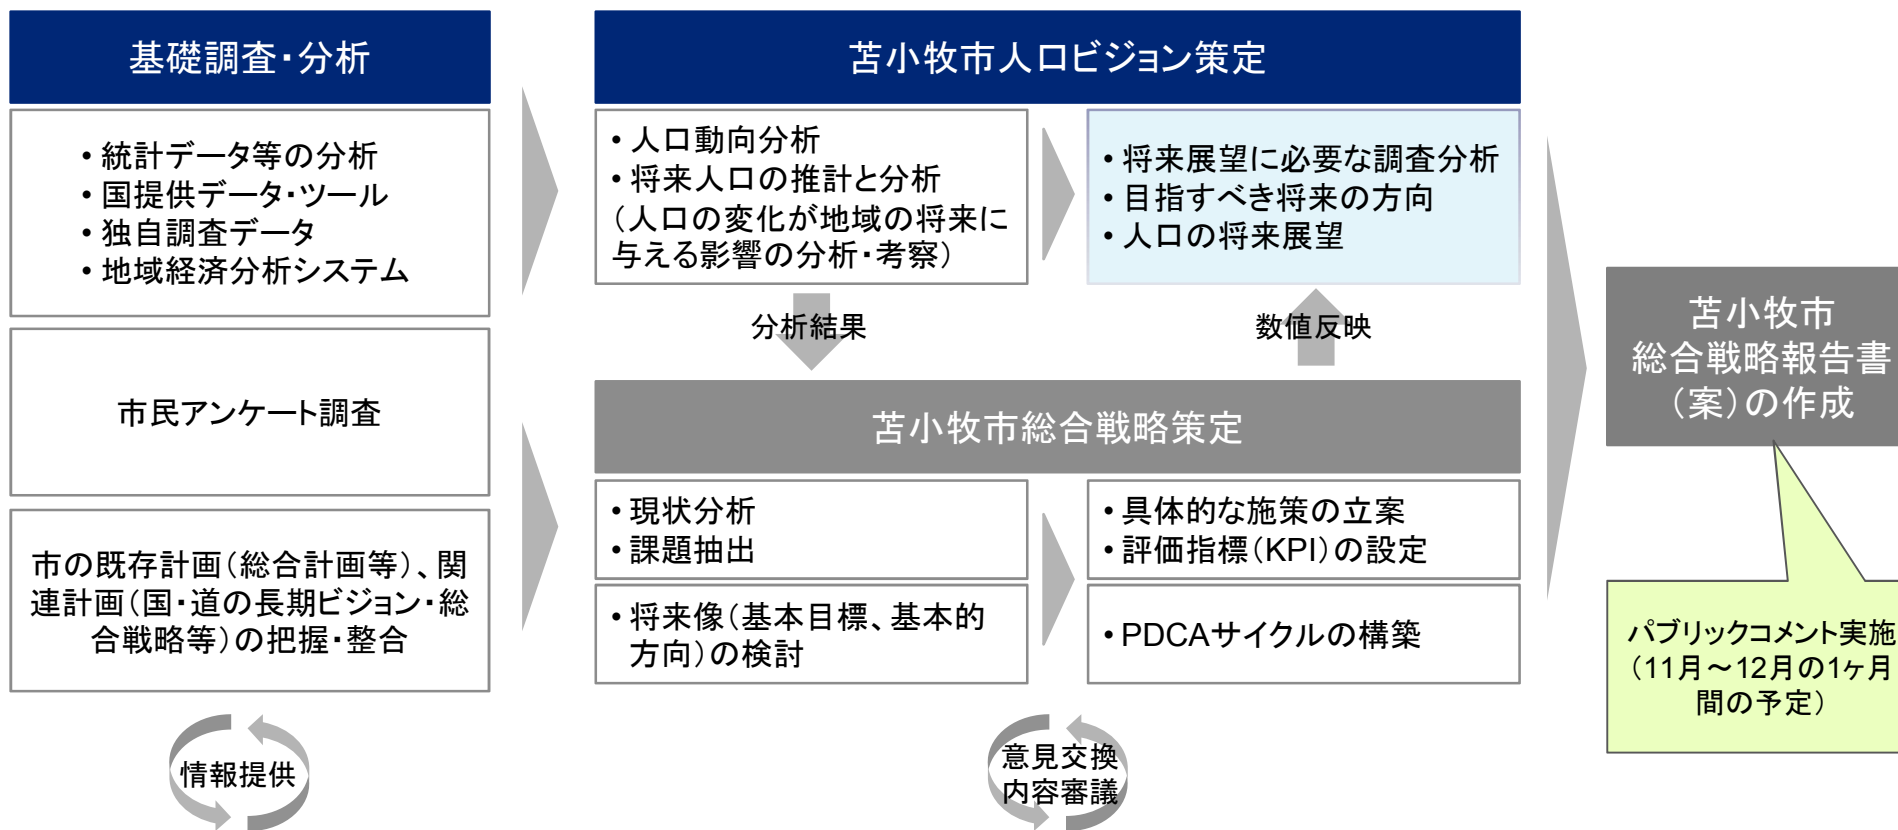 基礎調査・分析
・統計データ等の分析
・国提供データ・ツール
・独自調査データ
・地域経済分析システム
市民アンケート調査
市の既存計画（総合計画等）、関
連計画（国・道の長期ビジョン・総
合戦略等）の把握・整合
情報提供
苫小牧市人口ビジョン策定
・人口動向分析
・将来人口の推計と分析
（人口の変化が地域の将来に
与える影響の分析・考察）
・将来展望に必要な調査分析
・目指すべき将来の方向
・人口の将来展望
分析結果
数値反映
苫小牧市総合戦略策定
・現状分析
・課題抽出
・具体的な施策の立案
・評価指標（KPI）の設定
・将来像（基本目標、基本的
方向）の検討
・PDCAサイクルの構築
意見交換
内容審議
苫小牧市
総合戦略報告書
（案）の作成
パブリックコメント実施
（11月～12月の1ヶ月
間の予定）